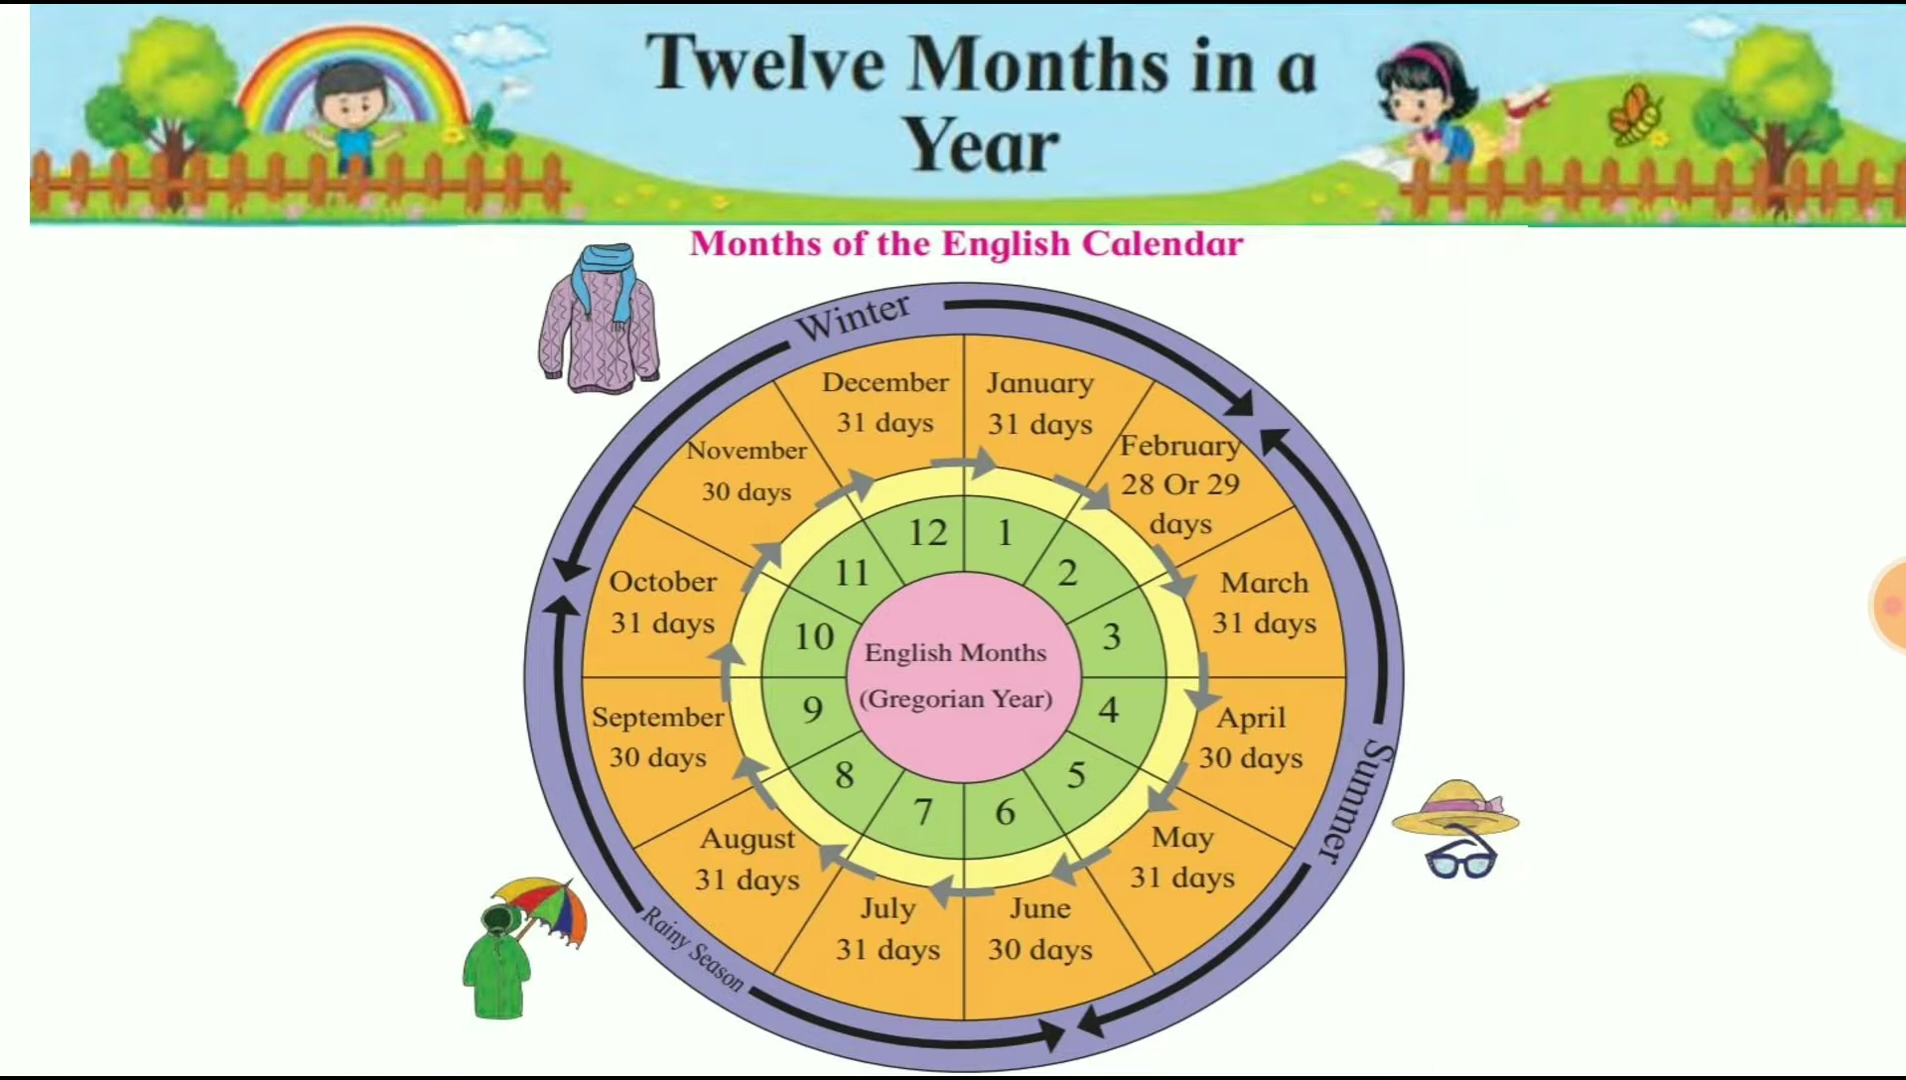 Twelve Months in a
Year
Months of the English Calendar
Winter
December
31 days
January
31 days
February
28 Or 29
days
March
31 days
April
30 days
May
31 days
June
30 days
July
31 days
August
31 days
September
30 days
October
31 days
November
30 days
12
1
2
3
4
5
6
7
8
9
10
11
English Months
(Gregorian Year)
Summer
Rainy Season